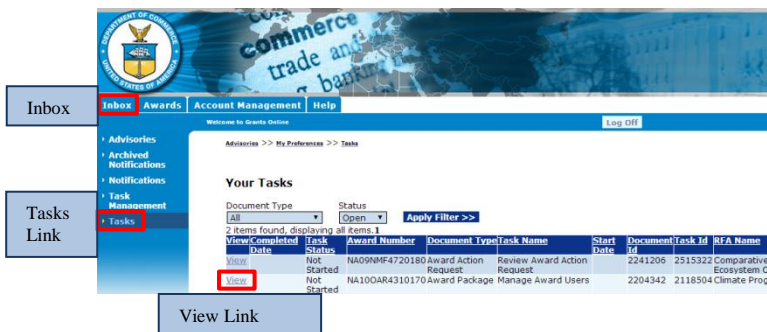 DEPARTMENT OF COMMERCE
UNITED STATES OF AMERICA
commerce
trade and
banking
Inbox
Inbox Awards Account Management Help
Welcome to Grants Online Log Off
Advisories
Archived
Notifications
Notifications
Task
Management
Tasks
Tasks
Link
Advisories >> My Preferences >> Tasks
Your Tasks
Document Type Status
All Open Apply Filter >>
2 items found, displaying all items.1
View Completed Date Task Status Award Number Document Type Task Name Start Date Document Id Task Id RFA Name
View Not Started NA09NMF4720180 Award Action Request Review Award Action Request 2241206 2515322 Comparative Ecosystem
View Not Started NA10OAR4310170 Award Package Manage Award Users 2204342 2118504 Climate Prog
View Link